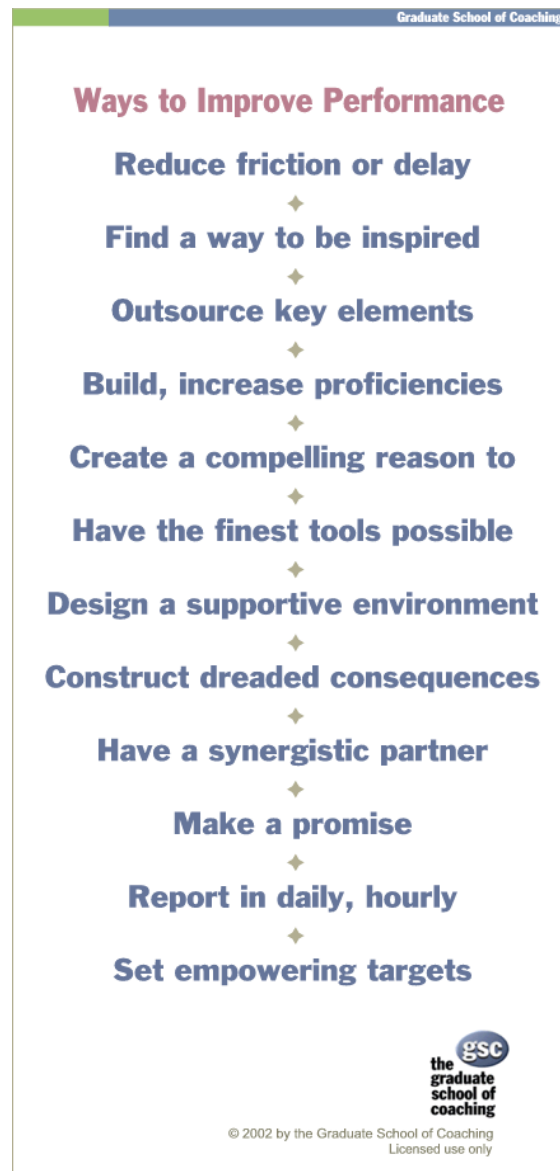 Graduate School of Coaching
Ways to Improve Performance
Reduce friction or delay
Find a way to be inspired
Outsource key elements
Build, increase proficiencies
Create a compelling reason to
Have the finest tools possible
Design a supportive environment
Construct dreaded consequences
Have a synergistic partner
Make a promise
Report in daily, hourly
Set empowering targets
gsc
the
graduate
school of
coaching
© 2002 by the Graduate School of Coaching
Licensed use only